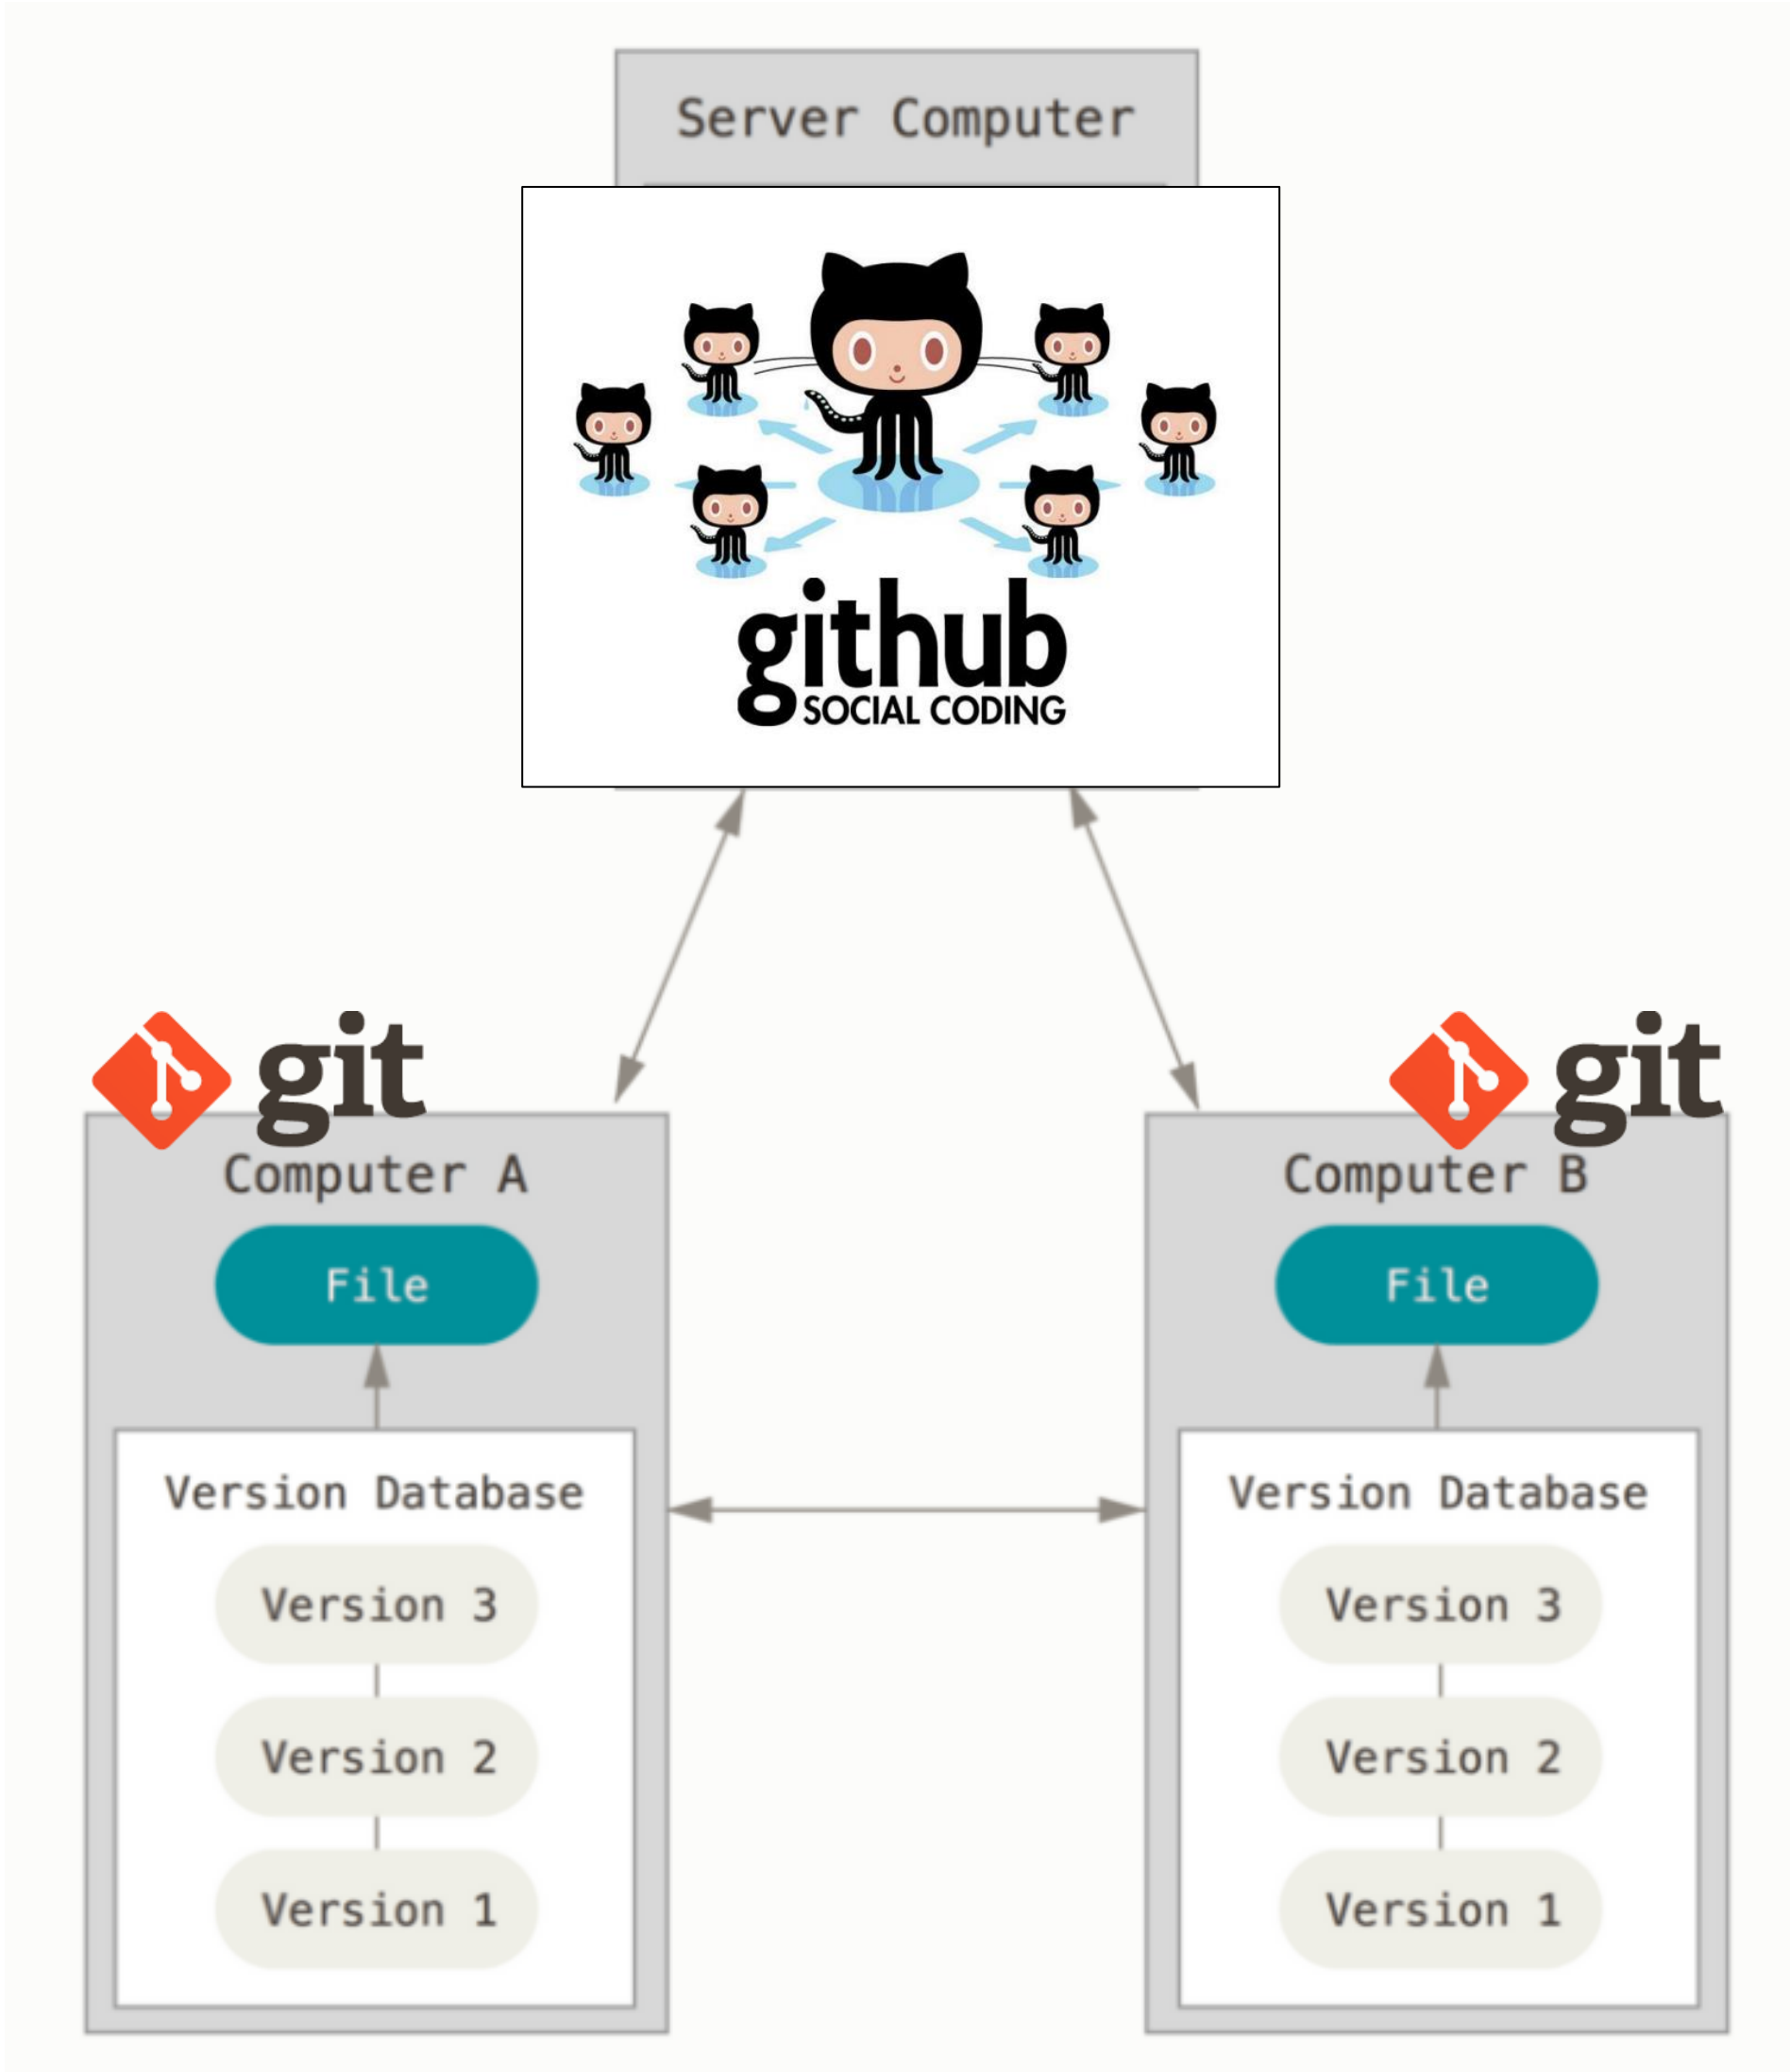 Server Computer
github
SOCIAL CODING
git
git
Computer A
File
Version Database
Version 3
Version 2
Version 1
Computer B
File
Version Database
Version 3
Version 2
Version 1